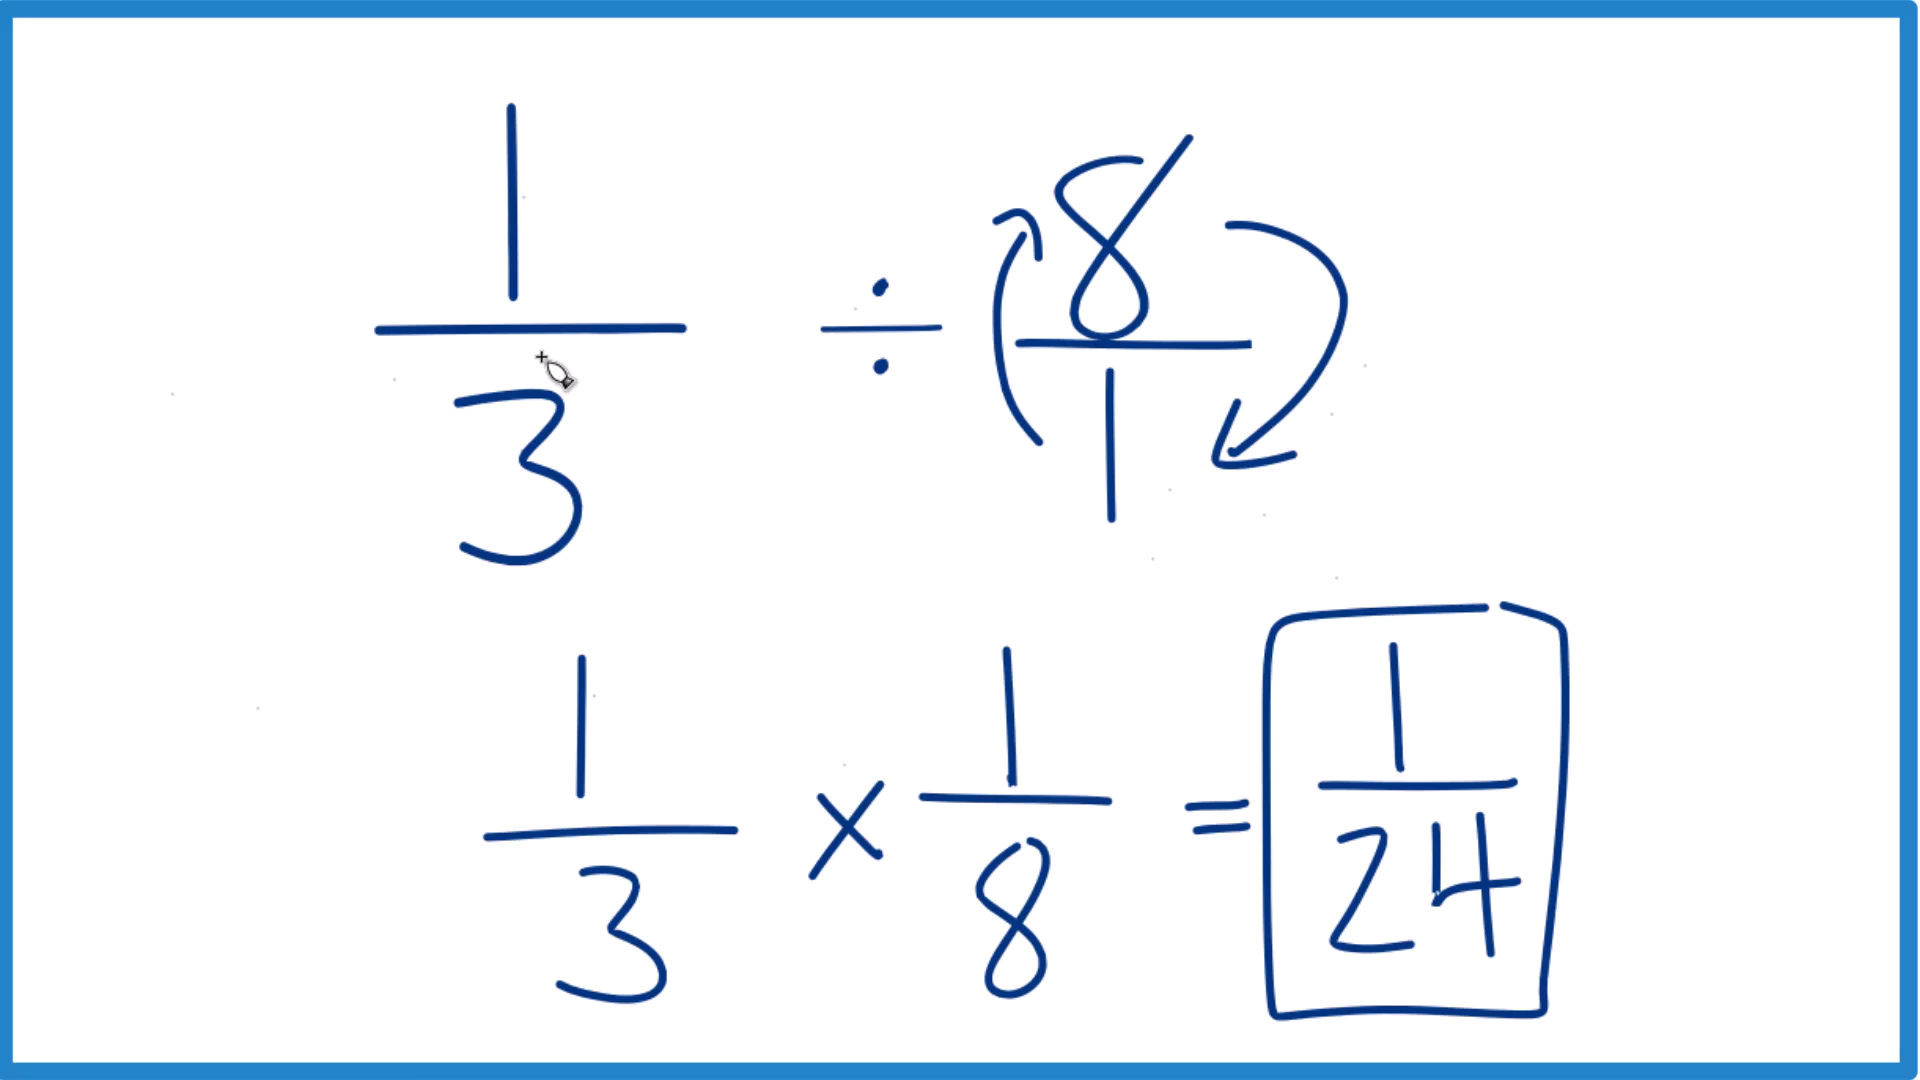 1/3 ÷ 8/1
1/3 × 1/8 = 1/24